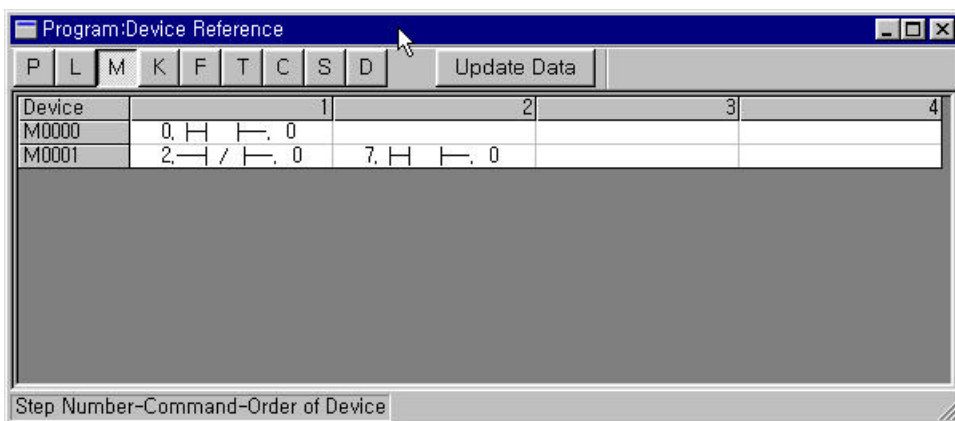 Program:Device Reference
P L M K F T C S D Update Data
Device 1 2 3 4
M0000 0, ┤ ├, 0
M0001 2, ┤ / ├, 0 7, ┤ ├, 0
Step Number-Command-Order of Device